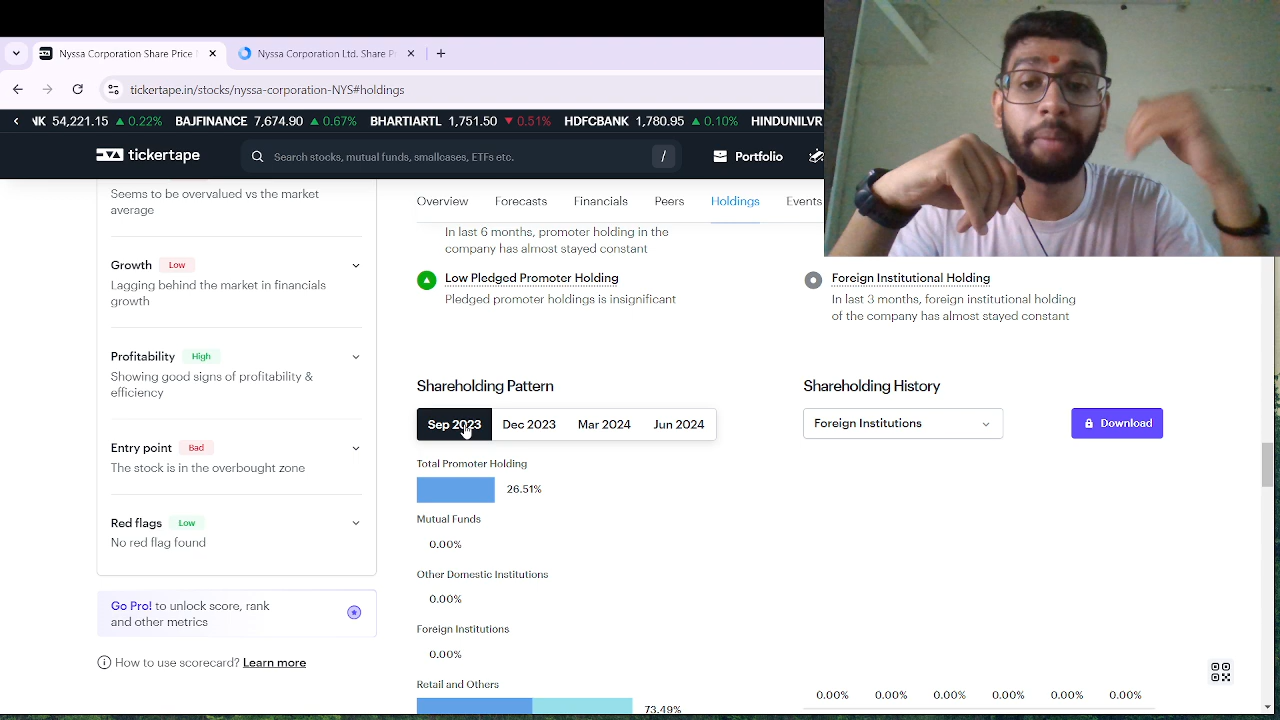 Nyssa Corporation Share Price
Nyssa Corporation Ltd. Share Pr
tickertape.in/stocks/nyssa-corporation-NYS#holdings
NK 54,221.15 0.22% BAJFINANCE 7,674.90 0.67% BHARTIARTL 1,751.50 0.51% HDFCBANK 1,780.95 0.10% HINDUNILVR
tickertape
Search stocks, mutual funds, smallcases, ETFs etc.
/
Portfolio
Overview Forecasts Financials Peers Holdings Events
Seems to be overvalued vs the market
average
Growth Low
Lagging behind the market in financials
growth
Profitability High
Showing good signs of profitability &
efficiency
Entry point Bad
The stock is in the overbought zone
Red flags Low
No red flag found
Go Pro! to unlock score, rank
and other metrics
How to use scorecard? Learn more
In last 6 months, promoter holding in the
company has almost stayed constant
Low Pledged Promoter Holding
Pledged promoter holdings is insignificant
Foreign Institutional Holding
In last 3 months, foreign institutional holding
of the company has almost stayed constant
Shareholding Pattern
Sep 2023 Dec 2023 Mar 2024 Jun 2024
Total Promoter Holding
26.51%
Mutual Funds
0.00%
Other Domestic Institutions
0.00%
Foreign Institutions
0.00%
Retail and Others
73.49%
Shareholding History
Foreign Institutions
Download
0.00% 0.00% 0.00% 0.00% 0.00% 0.00%